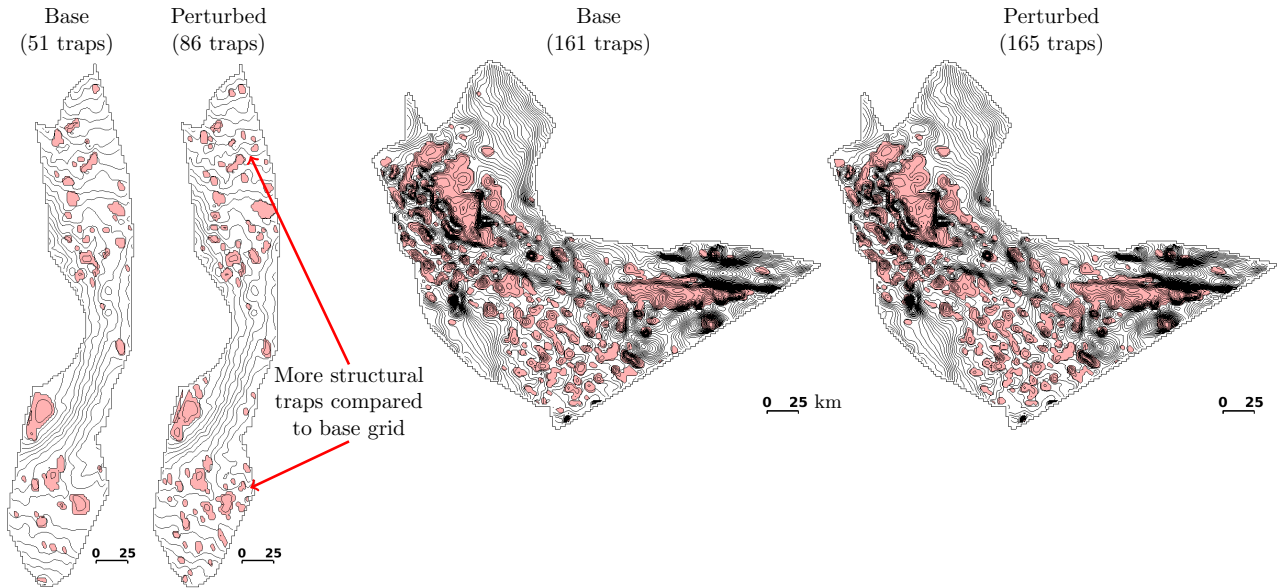 Base
(51 traps)
Perturbed
(86 traps)
Base
(161 traps)
Perturbed
(165 traps)
More structural
traps compared
to base grid
0 25 km
0 25
0 25
0 25